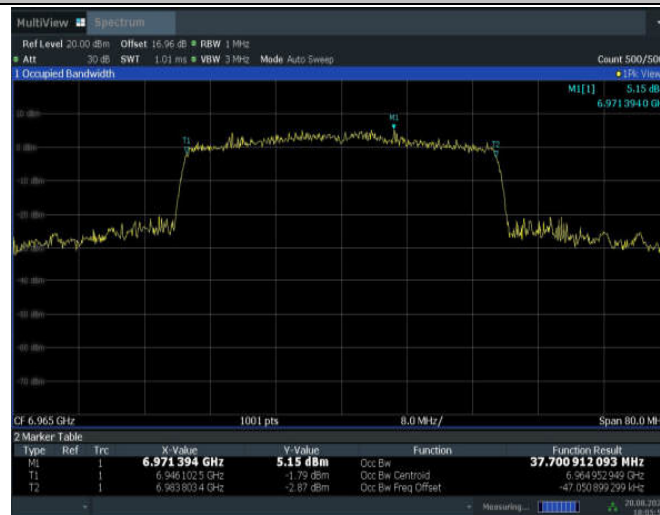 MultiView Spectrum
Ref Level 20.00 dBm Offset 16.96 dB RBW 1 MHz
Att 30 dB SWT 1.01 ms VBW 3 MHz Mode Auto Sweep Count 500/500
1 Occupied Bandwidth 1Pk View
M1[1] 5.15 dB
6.9713940 G
M1
10 dBm
T1
T2
0 dBm
-10 dBm
-20 dBm
-40 dBm
-50 dBm
-60 dBm
-70 dBm
CF 6.965 GHz 1001 pts 8.0 MHz/ Span 80.0 MH
2 Marker Table
Type Ref Trc X-Value Y-Value Function Function Result
M1 1 6.971 394 GHz 5.15 dBm Occ Bw 37.700 912 093 MHz
T1 1 6.946 102 5 GHz -1.79 dBm Occ Bw Centroid 6.964 952 949 GHz
T2 1 6.983 803 4 GHz -2.87 dBm Occ Bw Freq Offset -47.050 899 299 kHz
Measuring... 20.08.202